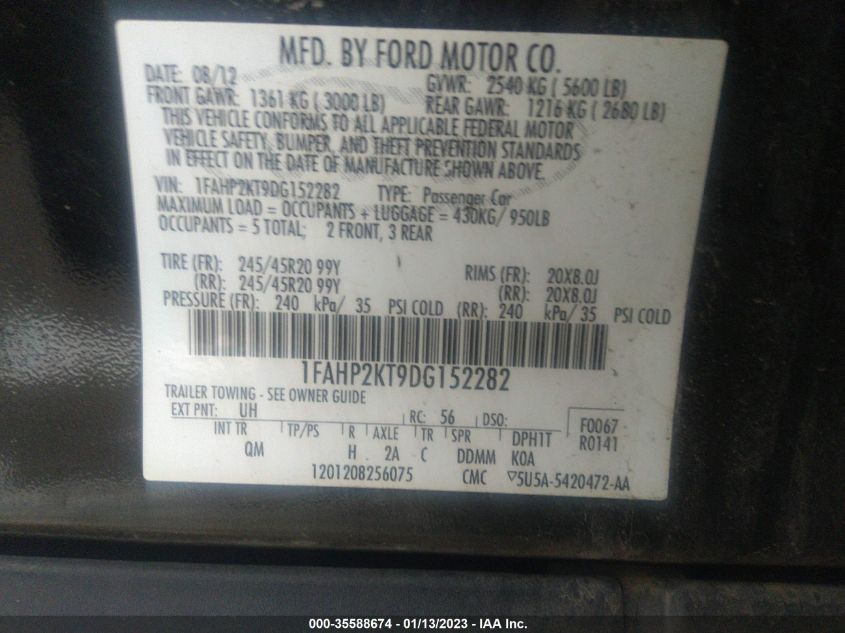 MFD. BY FORD MOTOR CO.
DATE: 08/12 GVWR: 2540 KG ( 5600 LB)
FRONT GAWR: 1361 KG ( 3000 LB) REAR GAWR: 1216 KG ( 2680 LB)
THIS VEHICLE CONFORMS TO ALL APPLICABLE FEDERAL MOTOR
VEHICLE SAFETY, BUMPER, AND THEFT PREVENTION STANDARDS
IN EFFECT ON THE DATE OF MANUFACTURE SHOWN ABOVE.
VIN: 1FAHP2KT9DG152282 TYPE: Passenger Car
MAXIMUM LOAD = OCCUPANTS + LUGGAGE = 430KG/ 950LB
OCCUPANTS = 5 TOTAL; 2 FRONT, 3 REAR
TIRE (FR): 245/45R20 99Y RIMS (FR): 20X8.0J
(RR): 245/45R20 99Y (RR): 20X8.0J
PRESSURE (FR): 240 kPa/ 35 PSI COLD (RR): 240 kPa/ 35 PSI COLD
1FAHP2KT9DG152282
TRAILER TOWING - SEE OWNER GUIDE
EXT PNT: UH RC: 56 DSO: F0067
INT TR TP/PS R AXLE TR SPR DPH1T R0141
QM H 2A C DDMM KOA
1201208256075 CMC ▽5U5A-5420472-AA
000-35588674 - 01/13/2023 - IAA Inc.